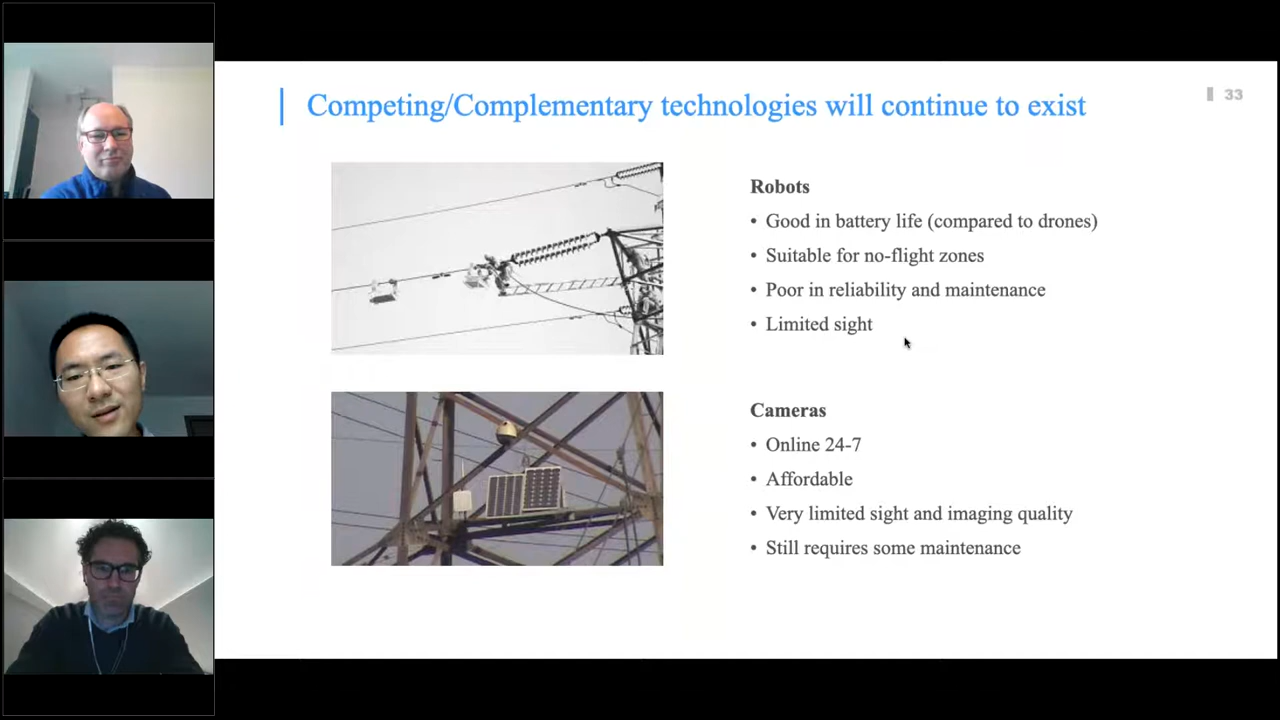 Competing/Complementary technologies will continue to exist
33
Robots
• Good in battery life (compared to drones)
• Suitable for no-flight zones
• Poor in reliability and maintenance
• Limited sight
Cameras
• Online 24-7
• Affordable
• Very limited sight and imaging quality
• Still requires some maintenance